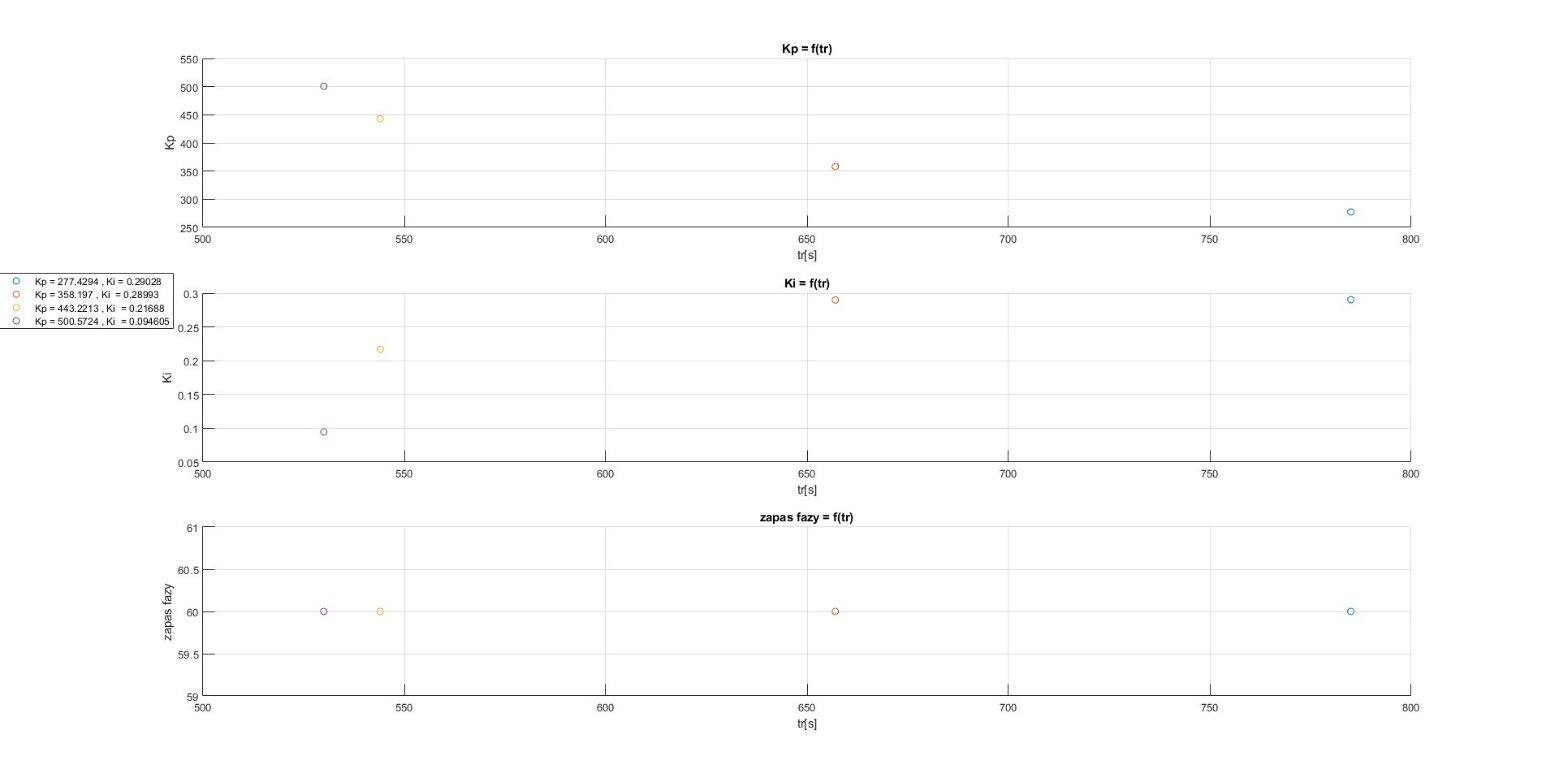 Kp = f(tr)
550
500
450
400
350
300
250
Kp
500 550 600 650 700 750 800
tr[s]
Kp = 277.4294 , Ki = 0.29028
Kp = 358.197 , Ki  = 0.28993
Kp = 443.2213 , Ki  = 0.21688
Kp = 500.5724 , Ki  = 0.094605
Ki = f(tr)
0.3
0.25
0.2
0.15
0.1
0.05
Ki
500 550 600 650 700 750 800
tr[s]
zapas fazy = f(tr)
61
60.5
60
59.5
59
zapas fazy
500 550 600 650 700 750 800
tr[s]